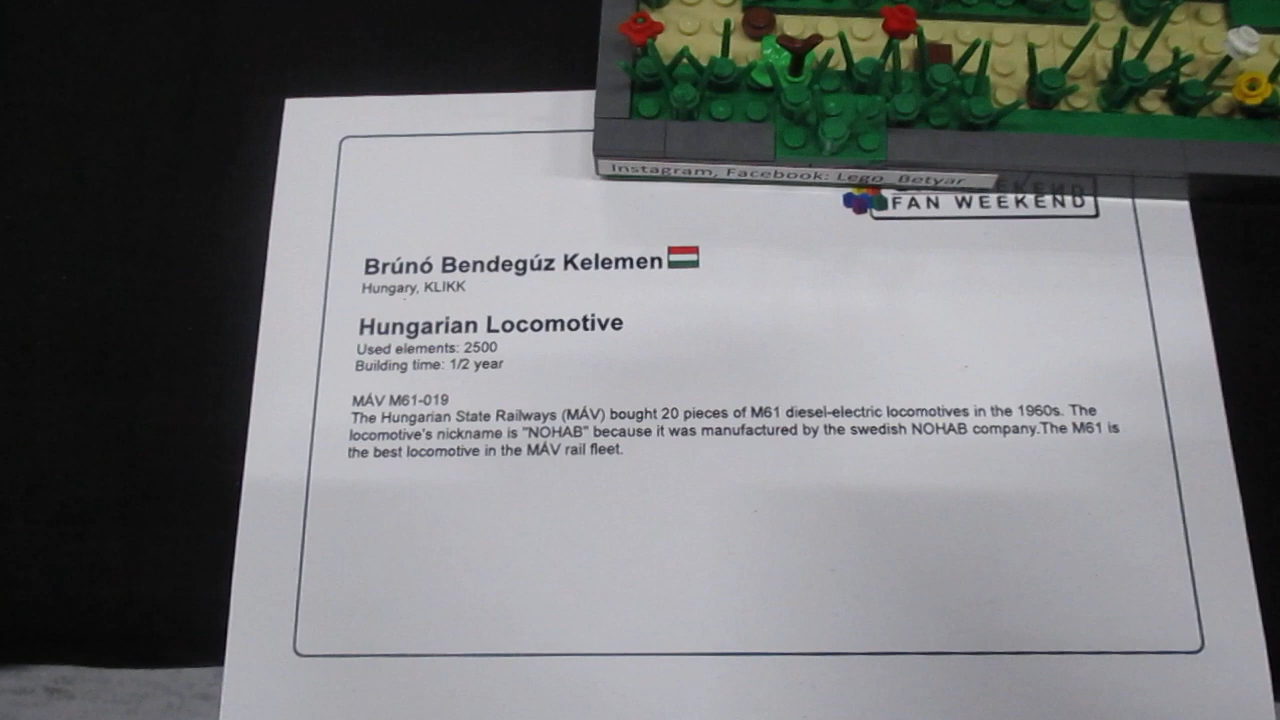 Instagram, Facebook: Lego_Betyar
FAN WEEKEND
Brúnó Bendegúz Kelemen
Hungary, KLIKK
Hungarian Locomotive
Used elements: 2500
Building time: 1/2 year
MÁV M61-019
The Hungarian State Railways (MÁV) bought 20 pieces of M61 diesel-electric locomotives in the 1960s. The
locomotive's nickname is "NOHAB" because it was manufactured by the swedish NOHAB company.The M61 is
the best locomotive in the MÁV rail fleet.